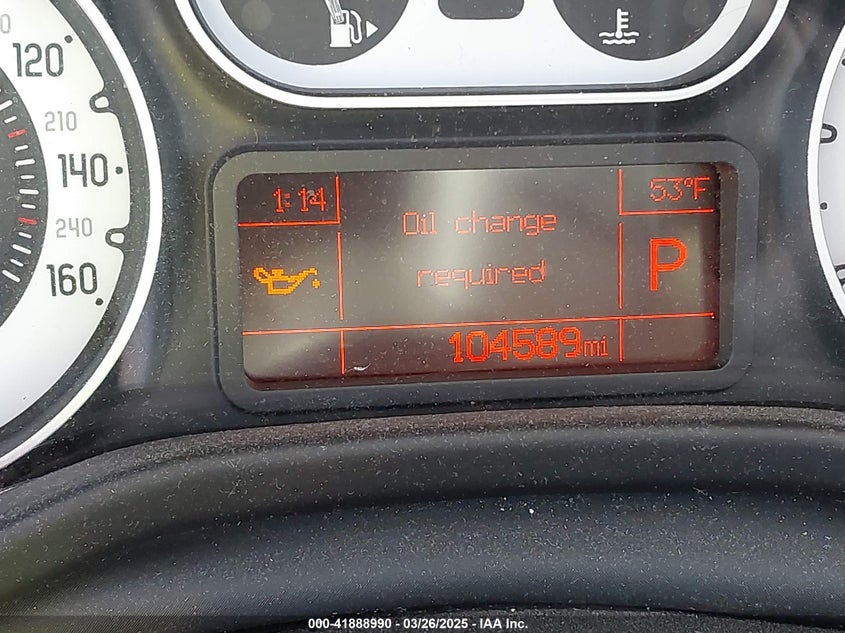 120
210
140
240
160
1:14
53°F
Oil change
required
P
104589mi
000-41888990 - 03/26/2025 - IAA Inc.